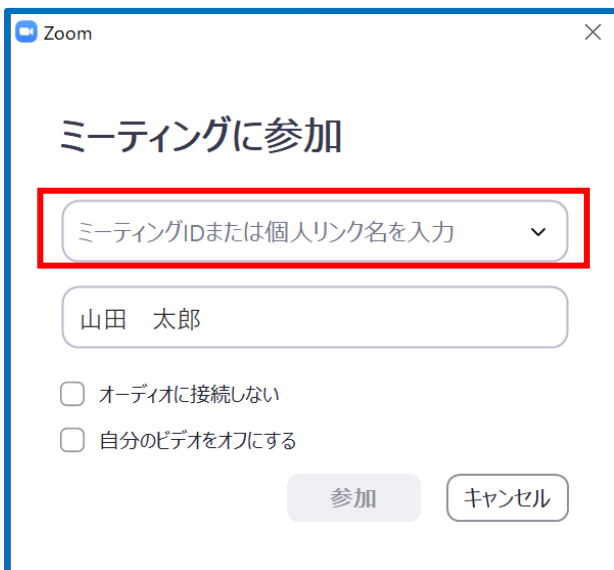 Zoom
ミーティングに参加
ミーティングIDまたは個人リンク名を入力
山田　太郎
オーディオに接続しない
自分のビデオをオフにする
参加 キャンセル